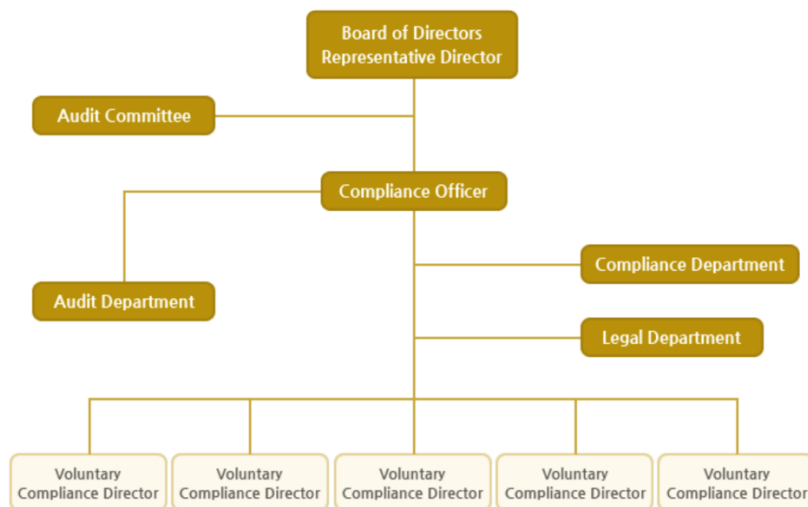 Board of Directors
Representative Director
Audit Committee
Compliance Officer
Compliance Department
Audit Department
Legal Department
Voluntary
Compliance Director
Voluntary
Compliance Director
Voluntary
Compliance Director
Voluntary
Compliance Director
Voluntary
Compliance Director